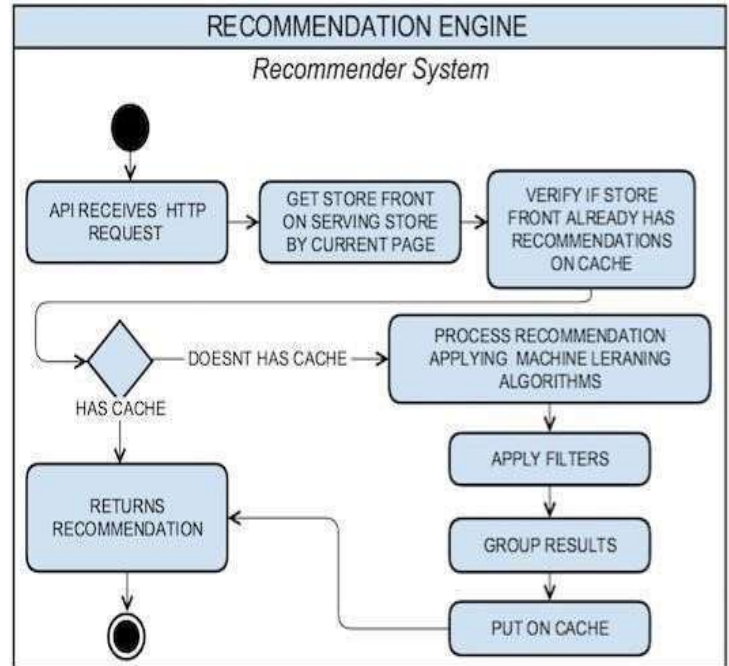 RECOMMENDATION ENGINE
Recommender System
API RECEIVES HTTP
REQUEST
GET STORE FRONT
ON SERVING STORE
BY CURRENT PAGE
VERIFY IF STORE
FRONT ALREADY HAS
RECOMMENDATIONS
ON CACHE
DOESNT HAS CACHE
PROCESS RECOMMENDATION
APPLYING MACHINE LERANING
ALGORITHMS
HAS CACHE
APPLY FILTERS
RETURNS
RECOMMENDATION
GROUP RESULTS
PUT ON CACHE